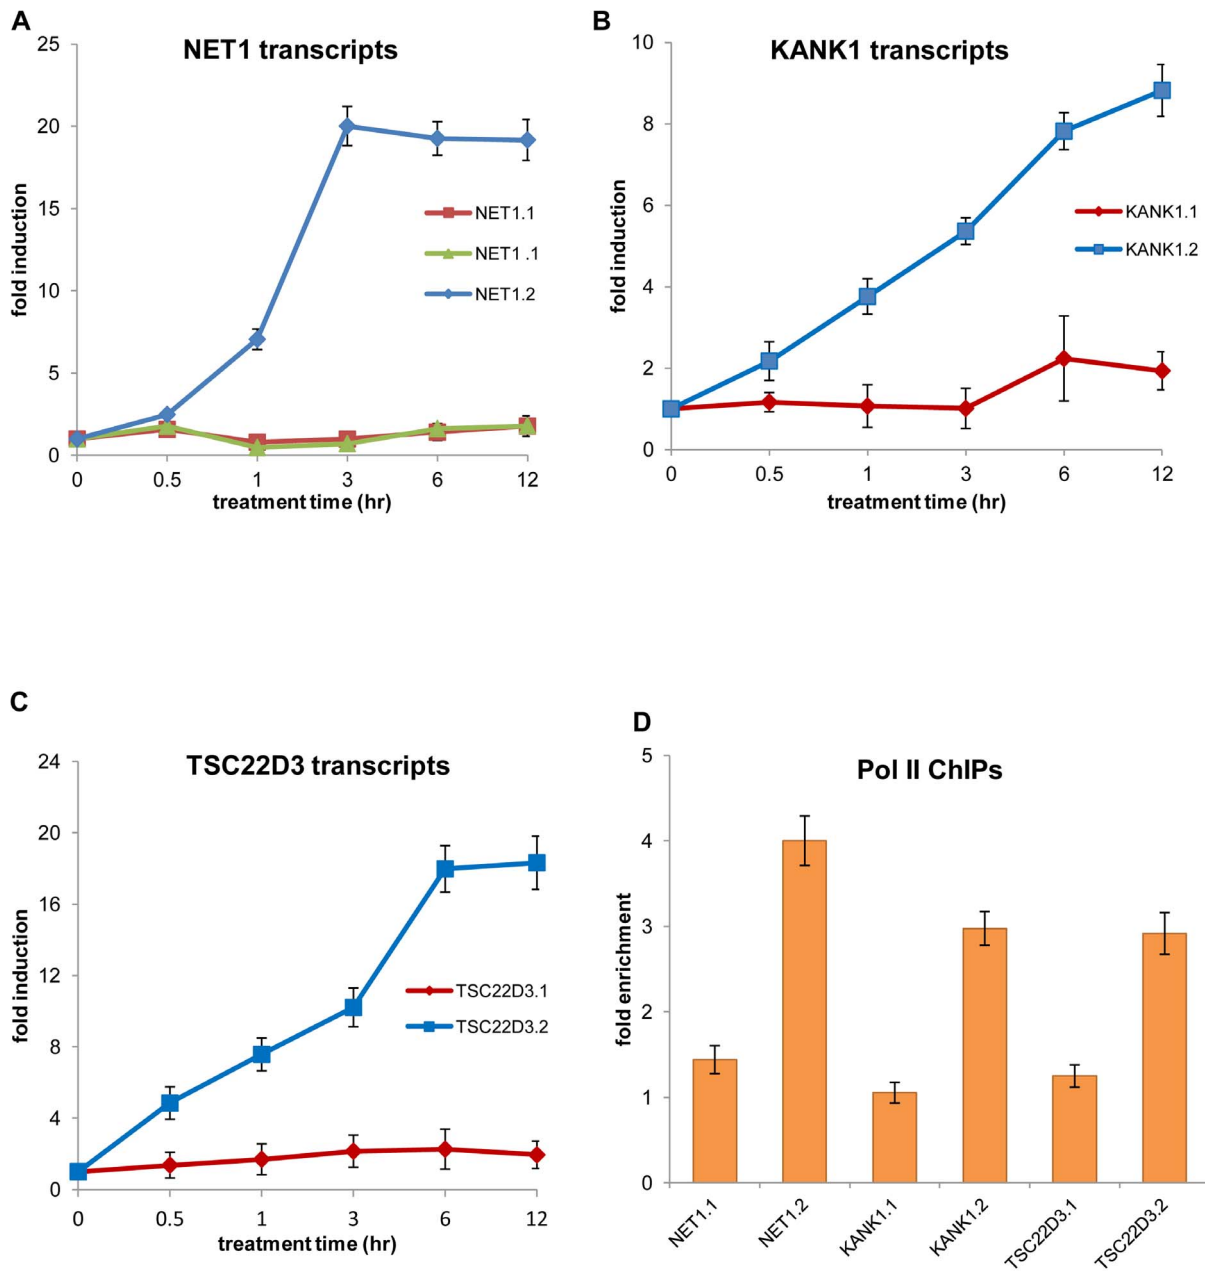 A
NET1 transcripts
25
20
15
10
5
0
fold induction
NET1.1
NET1 .1
NET1.2
0 0.5 1 3 6 12
treatment time (hr)
B
KANK1 transcripts
10
8
6
4
2
0
fold induction
KANK1.1
KANK1.2
0 0.5 1 3 6 12
treatment time (hr)
C
TSC22D3 transcripts
24
20
16
12
8
4
0
fold induction
TSC22D3.1
TSC22D3.2
0 0.5 1 3 6 12
treatment time (hr)
D
Pol II ChIPs
5
4
3
2
1
0
fold enrichment
NET1.1 NET1.2 KANK1.1 KANK1.2 TSC22D3.1 TSC22D3.2